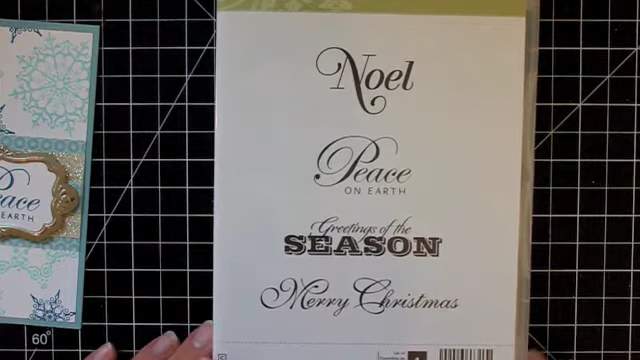 Noel
Peace
ON EARTH
Greetings of the
SEASON
Merry Christmas
Peace
EARTH
60°